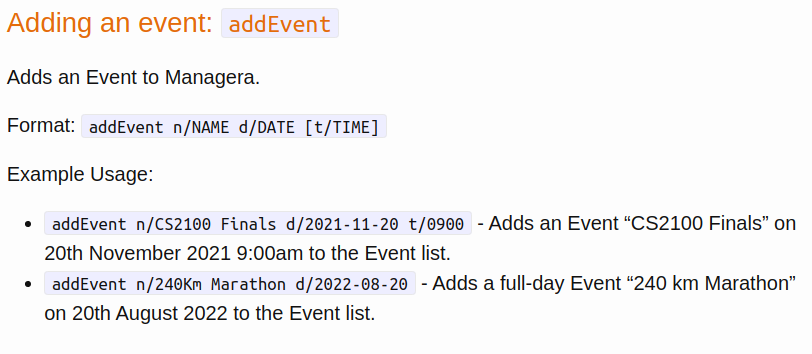 Adding an event: addEvent
Adds an Event to Managera.
Format: addEvent n/NAME d/DATE [t/TIME]
Example Usage:
• addEvent n/CS2100 Finals d/2021-11-20 t/0900 - Adds an Event “CS2100 Finals” on
20th November 2021 9:00am to the Event list.
• addEvent n/240Km Marathon d/2022-08-20 - Adds a full-day Event “240 km Marathon”
on 20th August 2022 to the Event list.